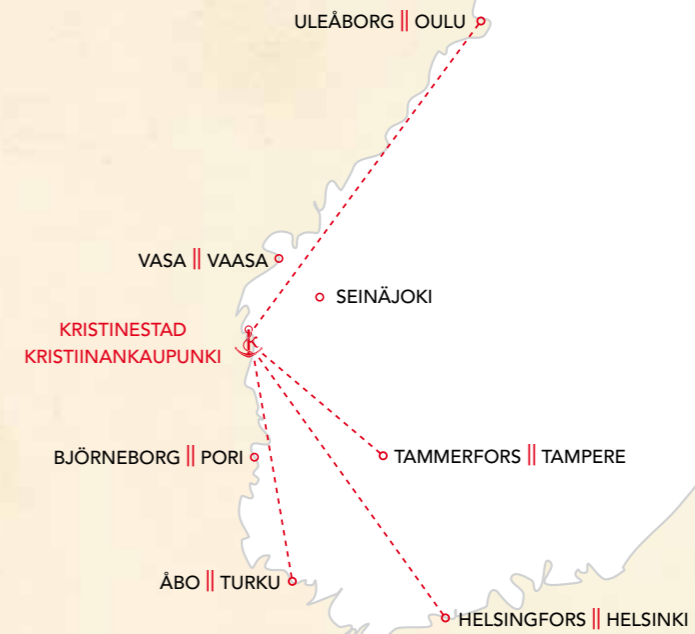 ULEÅBORG || OULU
VASA || VAASA
SEINÄJOKI
KRISTINESTAD
KRISTIINANKAUPUNKI
K
BJÖRNEBORG || PORI
TAMMERFORS || TAMPERE
ÅBO || TURKU
HELSINGFORS || HELSINKI